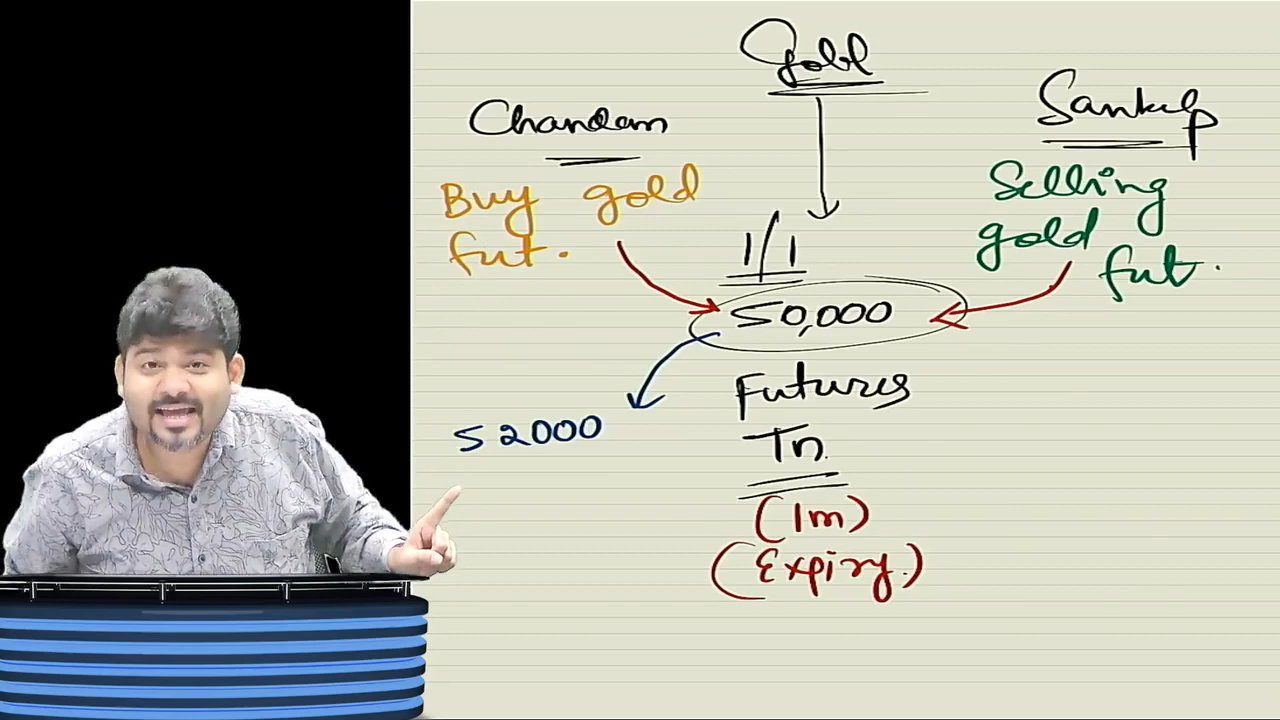 Gold
Chandan
Sankalp
Buy gold
fut.
Selling
gold
fut.
1/1
50,000
Futures
Tn.
52000
(1m)
(Expiry.)